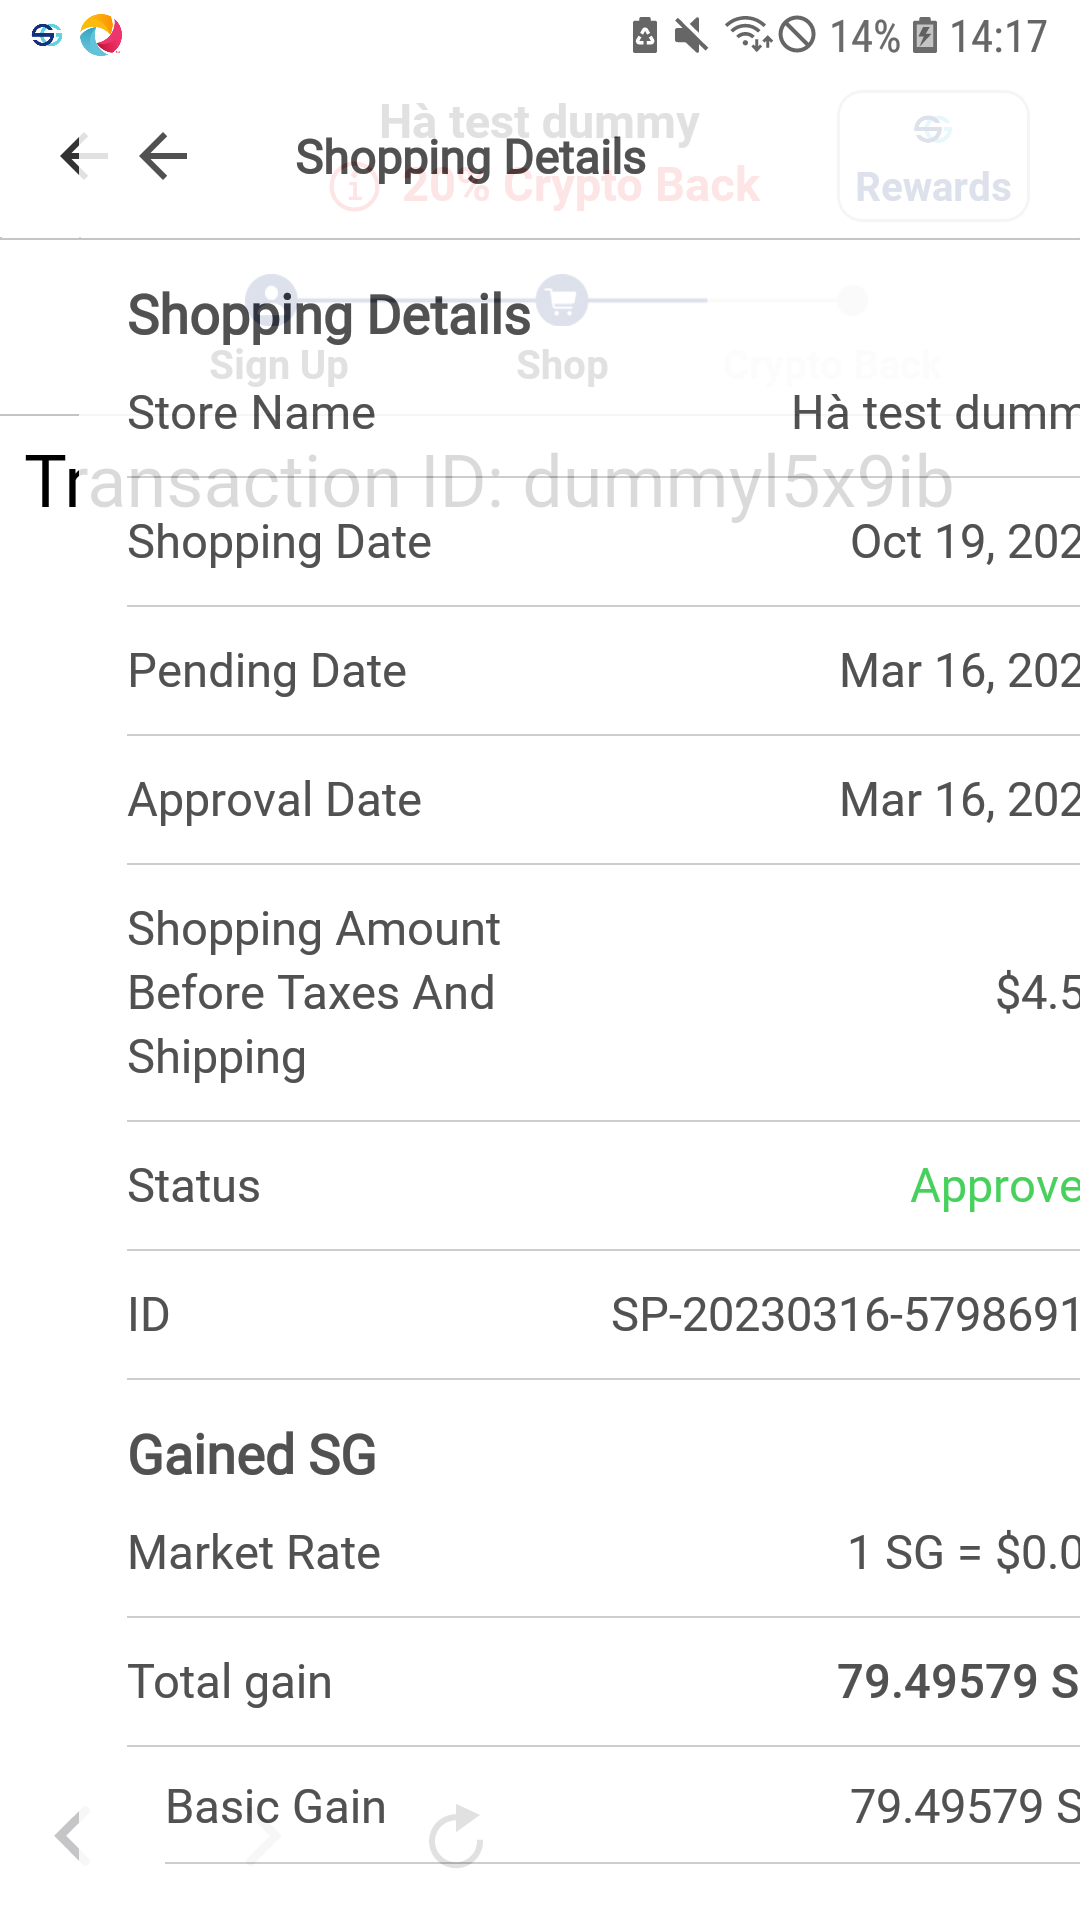 14% 14:17
Hà test dummy
Shopping Details
20% Crypto Back
Rewards
Shopping Details
Sign Up Shop Crypto Back
Store Name Hà test dumm
Transaction ID: dummyl5x9ib
Shopping Date Oct 19, 202
Pending Date Mar 16, 202
Approval Date Mar 16, 202
Shopping Amount
Before Taxes And $4.5
Shipping
Status Approve
ID SP-20230316-5798691
Gained SG
Market Rate 1 SG = $0.0
Total gain 79.49579 S
Basic Gain 79.49579 S